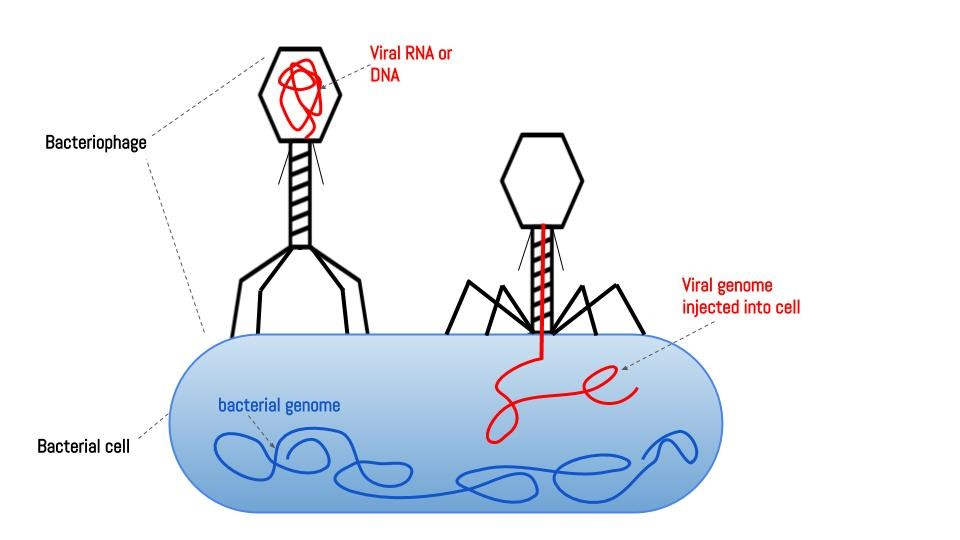 Viral RNA or
DNA
Bacteriophage
Viral genome
injected into cell
bacterial genome
Bacterial cell